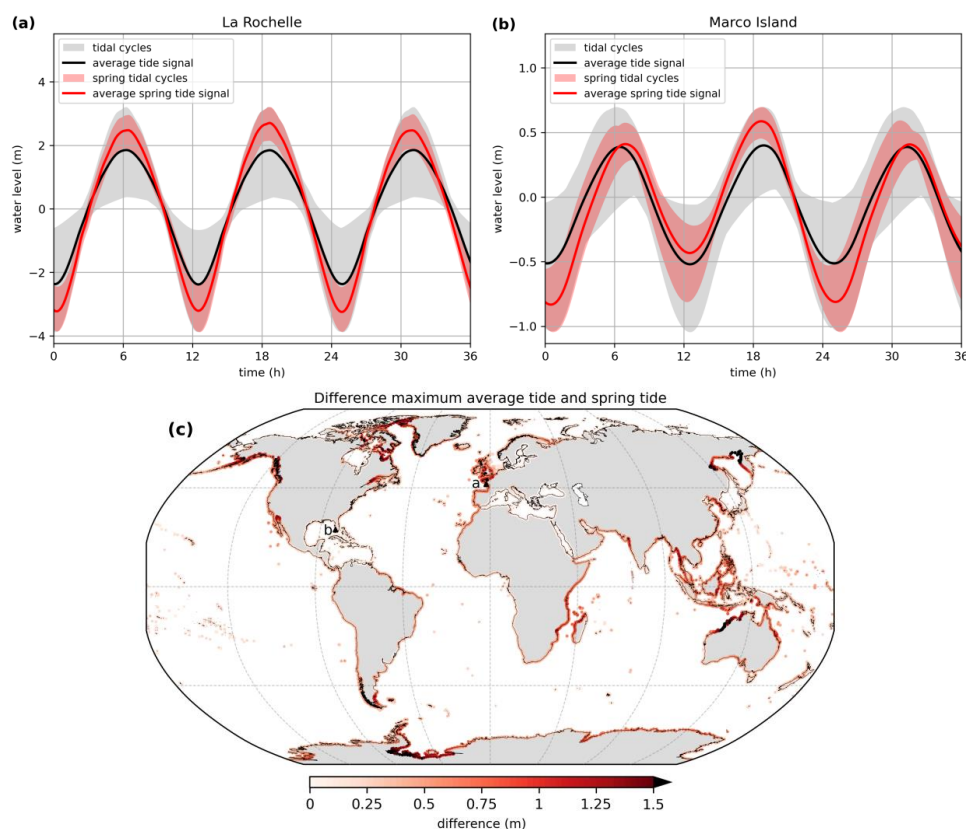 (a)
La Rochelle
tidal cycles
average tide signal
spring tidal cycles
average spring tide signal
water level (m)
4
2
0
−2
−4
0
6
12
18
24
30
36
time (h)
(b)
Marco Island
tidal cycles
average tide signal
spring tidal cycles
average spring tide signal
water level (m)
1.0
0.5
0.0
−0.5
−1.0
0
6
12
18
24
30
36
time (h)
Difference maximum average tide and spring tide
(c)
a
b
0
0.25
0.5
0.75
1
1.25
1.5
difference (m)